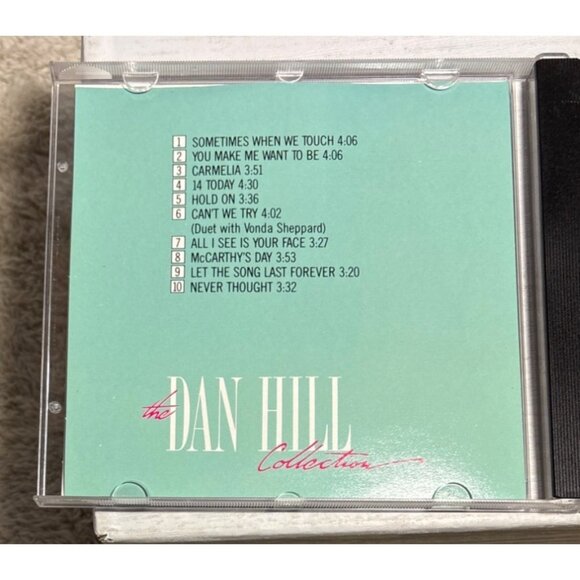 1 SOMETIMES WHEN WE TOUCH 4:06
2 YOU MAKE ME WANT TO BE 4:06
3 CARMELIA 3:51
4 14 TODAY 4:30
5 HOLD ON 3:36
6 CAN'T WE TRY 4:02
(Duet with Vonda Sheppard)
7 ALL I SEE IS YOUR FACE 3:27
8 McCARTHY'S DAY 3:53
9 LET THE SONG LAST FOREVER 3:20
10 NEVER THOUGHT 3:32
the DAN HILL
Collection